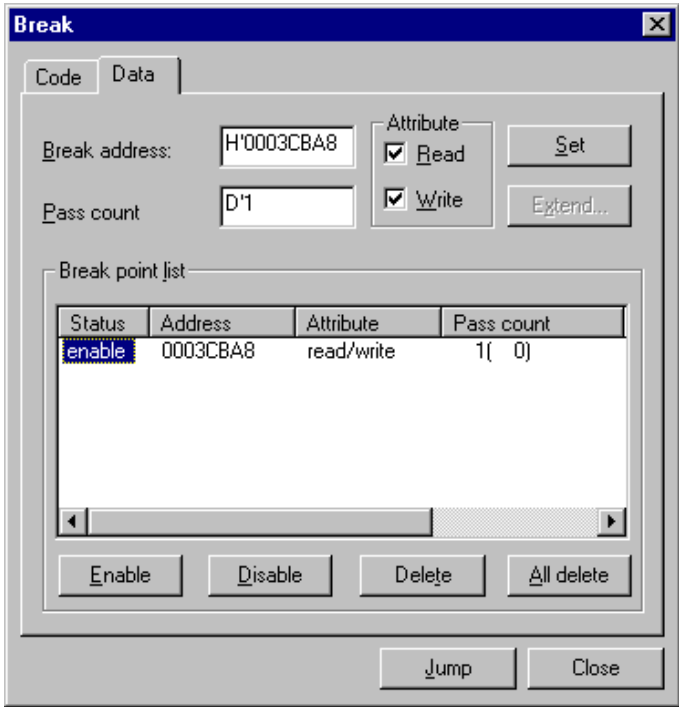 Break
Code Data
Break address: H'0003CBA8
Attribute
Read
Set
Pass count D'1
Write
Extend...
Break point list
Status Address Attribute Pass count
enable 0003CBA8 read/write 1( 0)
Enable Disable Delete All delete
Jump Close